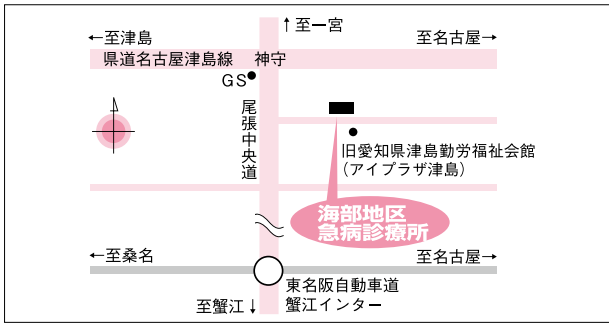 ↑至一宮
←至津島
至名古屋→
県道名古屋津島線 神守
GS
尾張中央道
旧愛知県津島勤労福祉会館
(アイプラザ津島)
海部地区
急病診療所
←至桑名
至名古屋→
東名阪自動車道
蟹江インター
至蟹江↓